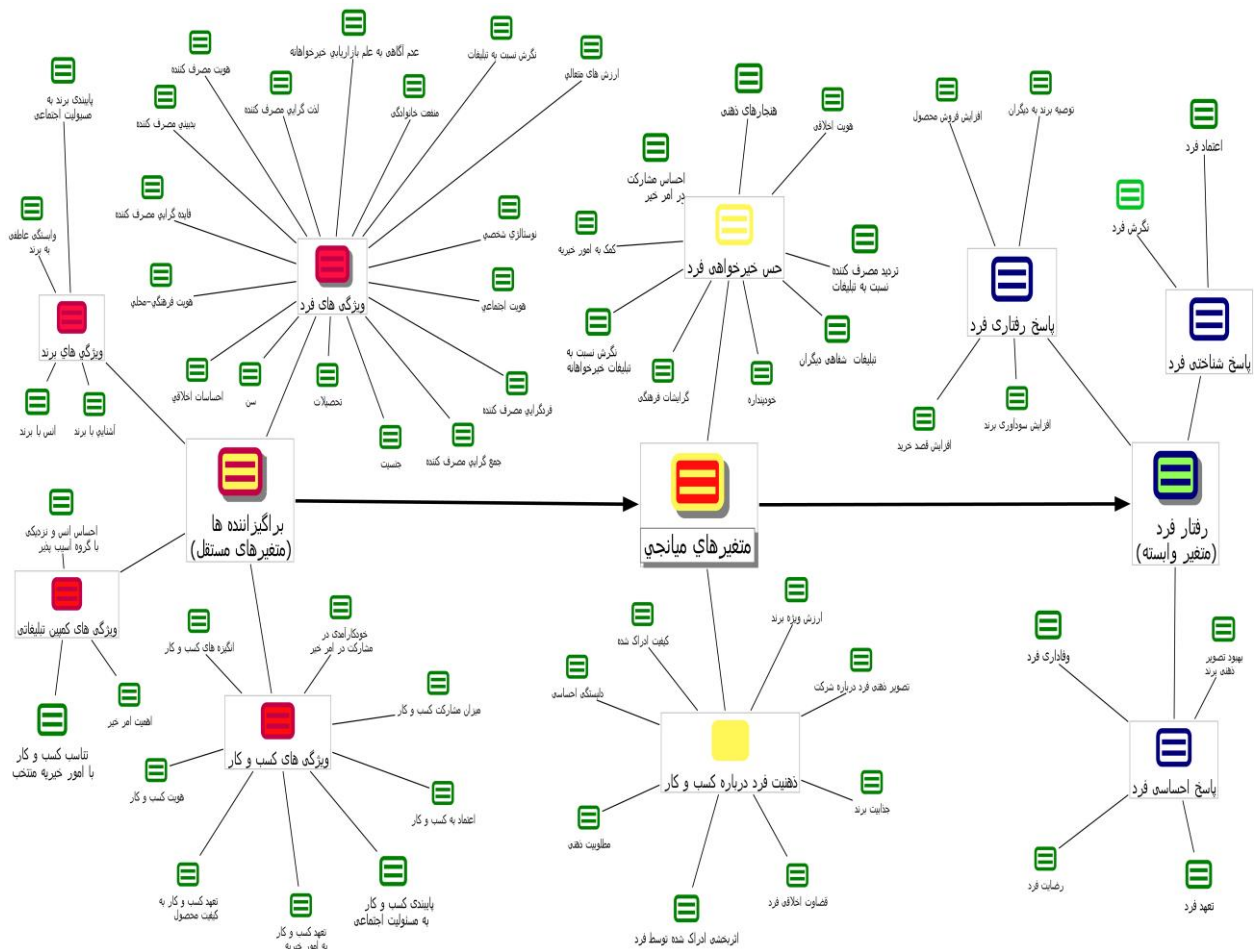 عدم آگاهی به علم بازاریابی خیرخواهانه
نگرش نسبت به تبلیغات
ارزش های متعالی
هویت مصرف کننده
لذت گرایی مصرف کننده
منفعت خانوادگی
پایبندی برند به
مسیولیت اجتماعی
بدبینی مصرف کننده
فایده گرایی مصرف کننده
نوستالژی شخصی
وابستگی عاطفی
به برند
هویت فرهنگی-محلی
هویت اجتماعی
ویژگی های فرد
ویژگی های برند
انس با برند
آشنایی با برند
احساسات اخلاقی
سن
تحصیلات
جنسیت
جمع گرایی مصرف کننده
فردگرایی مصرف کننده
هنجارهای ذهنی
هویت اخلاقی
احساس مشارکت
در امر خیر
کمک به امور خیریه
حس خیرخواهی فرد
تردید مصرف کننده
نسبت به تبلیغات
نگرش نسبت به
تبلیغات خیرخواهانه
گرایشات فرهنگی
خودپنداره
تبلیغات شفاهی دیگران
افزایش فروش محصول
توصیه برند به دیگران
اعتماد فرد
نگرش فرد
پاسخ رفتاری فرد
پاسخ شناختی فرد
افزایش قصد خرید
افزایش سودآوری برند
براگیزاننده ها
(متغیرهای مستقل)
متغیرهاي میانجي
رفتار فرد
(متغیر وابسته)
احساس انس و نزدیکی
با گروه آسیب پذیر
ویژگی های کمپین تبلیغاتی
تناسب کسب و کار
با امور خیریه منتخب
اهمیت امر خیر
انگیزه های کسب و کار
خودکارآمدی در
مشارکت در امر خیر
میزان مشارکت کسب و کار
ویژگی های کسب و کار
هویت کسب و کار
اعتماد به کسب و کار
تعهد کسب و کار به
کیفیت محصول
تعهد کسب و کار
به امور خیریه
پایبندی کسب و کار
به مسئولیت اجتماعی
کیفیت ادراک شده
ارزش ویژه برند
دلبستگی احساسی
تصویر ذهنی فرد درباره شرکت
ذهنیت فرد درباره کسب و کار
مطلوبیت ذهنی
جذابیت برند
اثربخشی ادراک شده توسط فرد
قضاوت اخلاقی فرد
وفاداری فرد
بهبود تصویر
ذهنی برند
پاسخ احساسی فرد
رضایت فرد
تعهد فرد